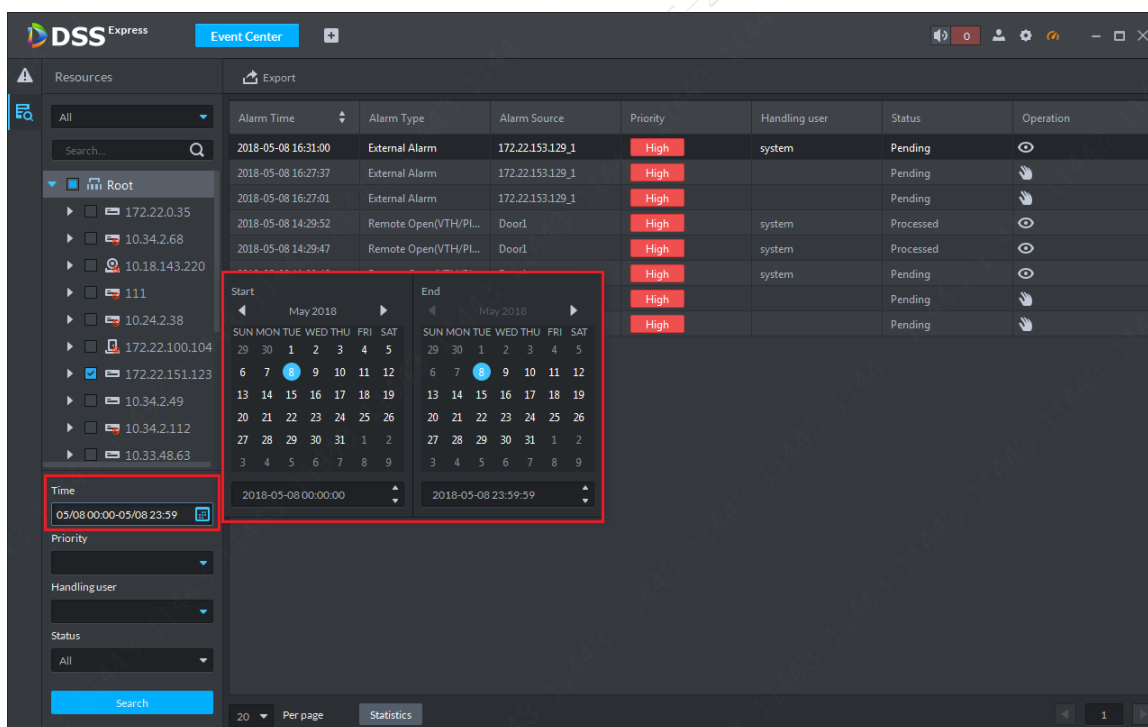 DSS Express Event Center 0
Resources Export
All
Search...
Root
172.22.0.35
10.34.2.68
10.18.143.220
111
10.24.2.38
172.22.100.104
172.22.151.123
10.34.2.49
10.34.2.112
10.33.48.63
Time
05/08 00:00-05/08 23:59
Priority
Handling user
Status
All
Search
Alarm Time Alarm Type Alarm Source Priority Handling user Status Operation
2018-05-08 16:31:00 External Alarm 172.22.153.129_1 High system Pending
2018-05-08 16:27:37 External Alarm 172.22.153.129_1 High Pending
2018-05-08 16:27:01 External Alarm 172.22.153.129_1 High Pending
2018-05-08 14:29:52 Remote Open(VTH/Pl... Door1 High system Processed
2018-05-08 14:29:47 Remote Open(VTH/Pl... Door1 High system Processed
High system Pending
High Pending
High Pending
Start End
May 2018 May 2018
SUN MON TUE WED THU FRI SAT SUN MON TUE WED THU FRI SAT
29 30 1 2 3 4 5 29 30 1 2 3 4 5
6 7 8 9 10 11 12 6 7 8 9 10 11 12
13 14 15 16 17 18 19 13 14 15 16 17 18 19
20 21 22 23 24 25 26 20 21 22 23 24 25 26
27 28 29 30 31 1 2 27 28 29 30 31 1 2
3 4 5 6 7 8 9 3 4 5 6 7 8 9
2018-05-08 00:00:00 2018-05-08 23:59:59
20 Per page Statistics 1